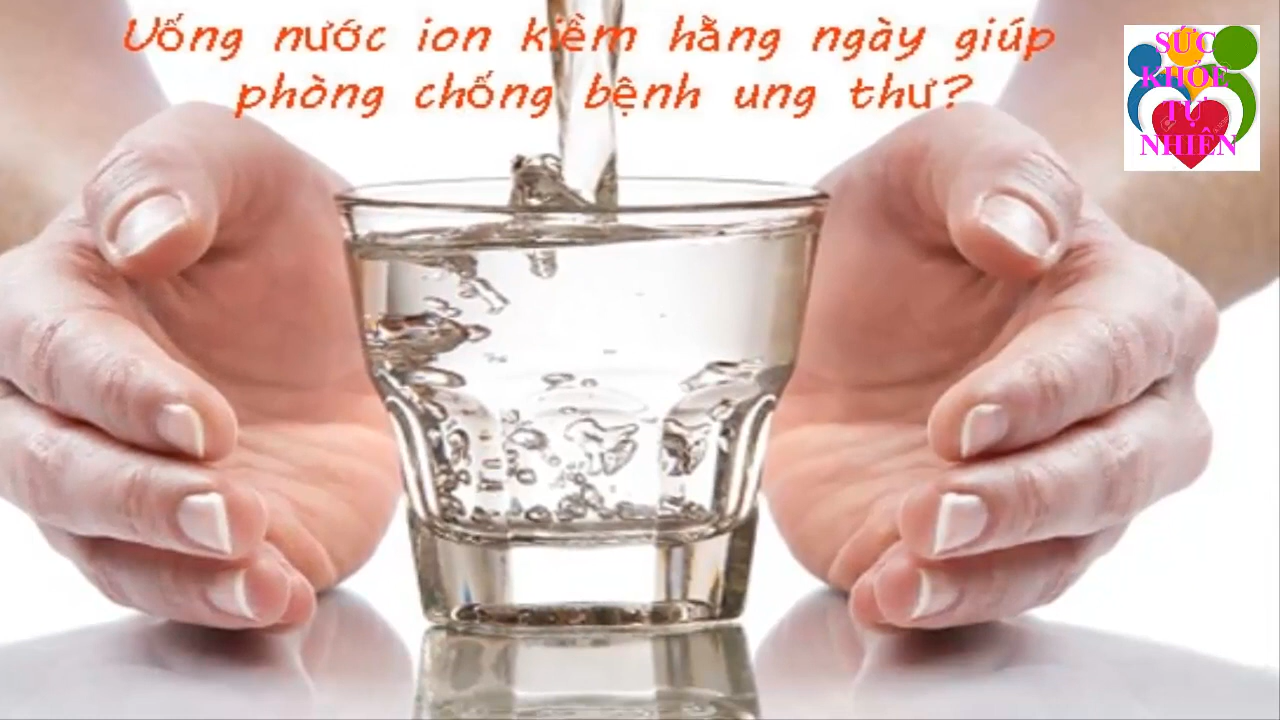 Uống nước ion kiềm hằng ngày giúp
phòng chống bệnh ung thư?
SỨC
KHỎE
TỰ
NHIÊN